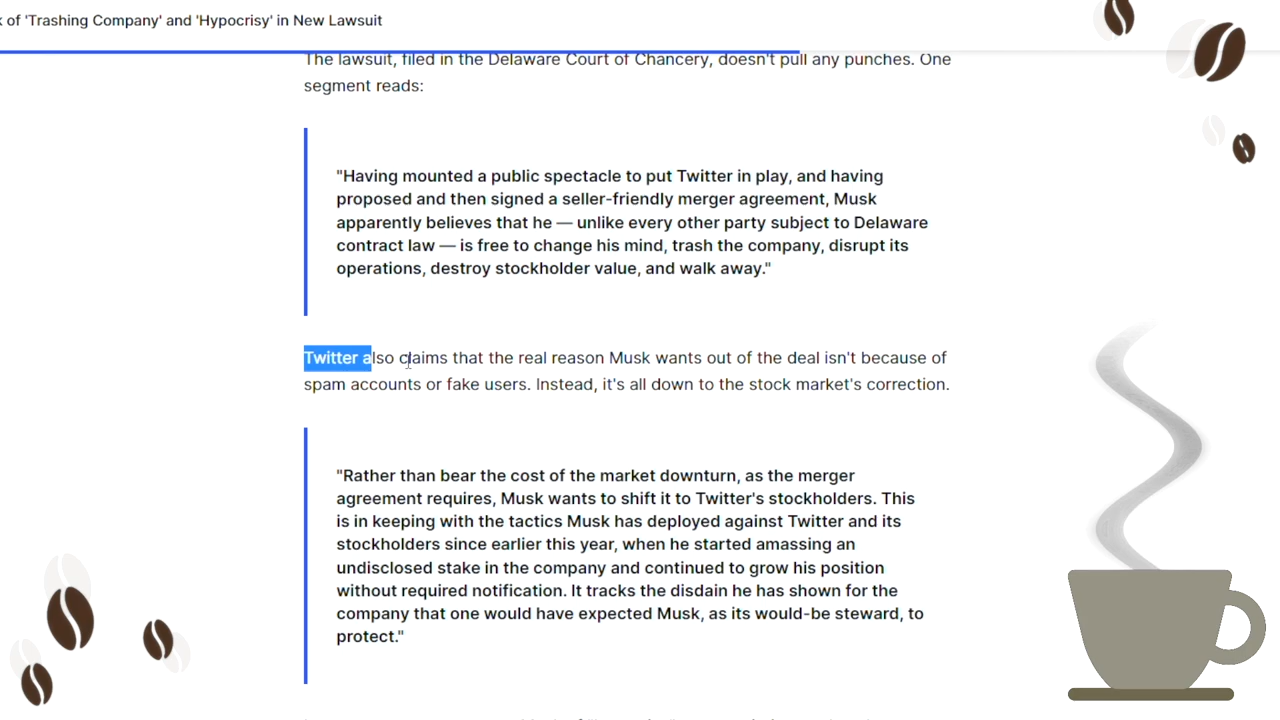 of 'Trashing Company' and 'Hypocrisy' in New Lawsuit
The lawsuit, filed in the Delaware Court of Chancery, doesn't pull any punches. One
segment reads:
"Having mounted a public spectacle to put Twitter in play, and having
proposed and then signed a seller-friendly merger agreement, Musk
apparently believes that he — unlike every other party subject to Delaware
contract law — is free to change his mind, trash the company, disrupt its
operations, destroy stockholder value, and walk away."
Twitter also claims that the real reason Musk wants out of the deal isn't because of
spam accounts or fake users. Instead, it's all down to the stock market's correction.
"Rather than bear the cost of the market downturn, as the merger
agreement requires, Musk wants to shift it to Twitter's stockholders. This
is in keeping with the tactics Musk has deployed against Twitter and its
stockholders since earlier this year, when he started amassing an
undisclosed stake in the company and continued to grow his position
without required notification. It tracks the disdain he has shown for the
company that one would have expected Musk, as its would-be steward, to
protect."